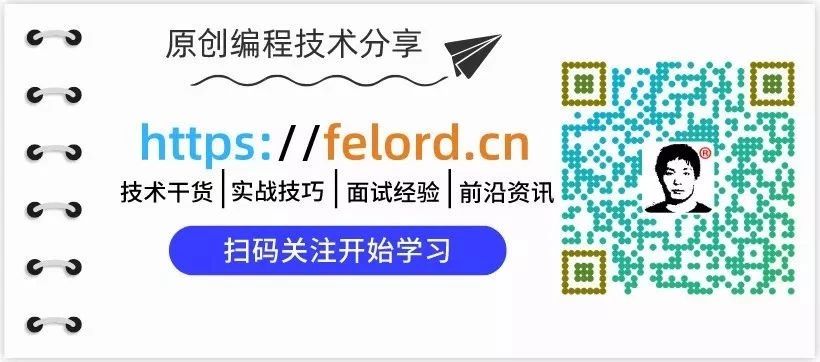 原创编程技术分享
https://felord.cn
技术干货|实战技巧|面试经验|前沿资讯
扫码关注开始学习
®